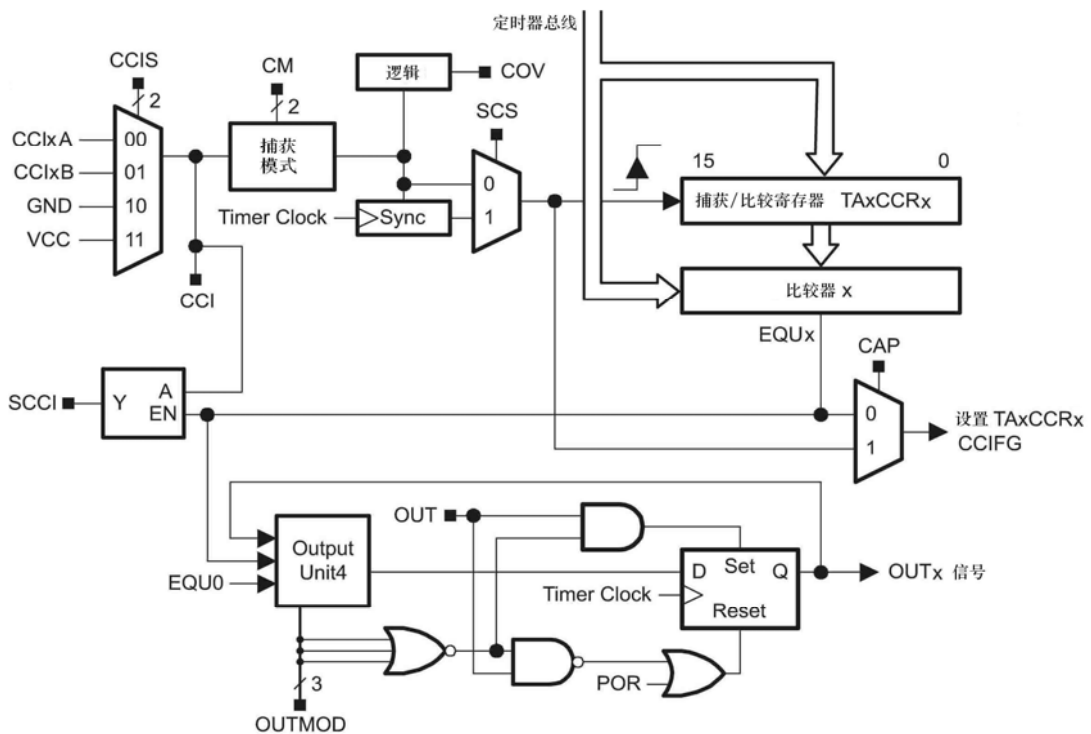 定时器总线
CCIS
2
CM
2
逻辑
COV
SCS
CCIxA
00
CCIxB
01
GND
10
VCC
11
捕获
模式
0
1
Timer Clock
Sync
15
0
捕获/比较寄存器 TAxCCRx
比较器 x
EQUx
CCI
CAP
SCCI
Y
A
EN
0
1
设置 TAxCCRx
CCIFG
OUT
Output
Unit4
EQU0
D
Set
Q
Timer Clock
Reset
OUTx 信号
POR
3
OUTMOD